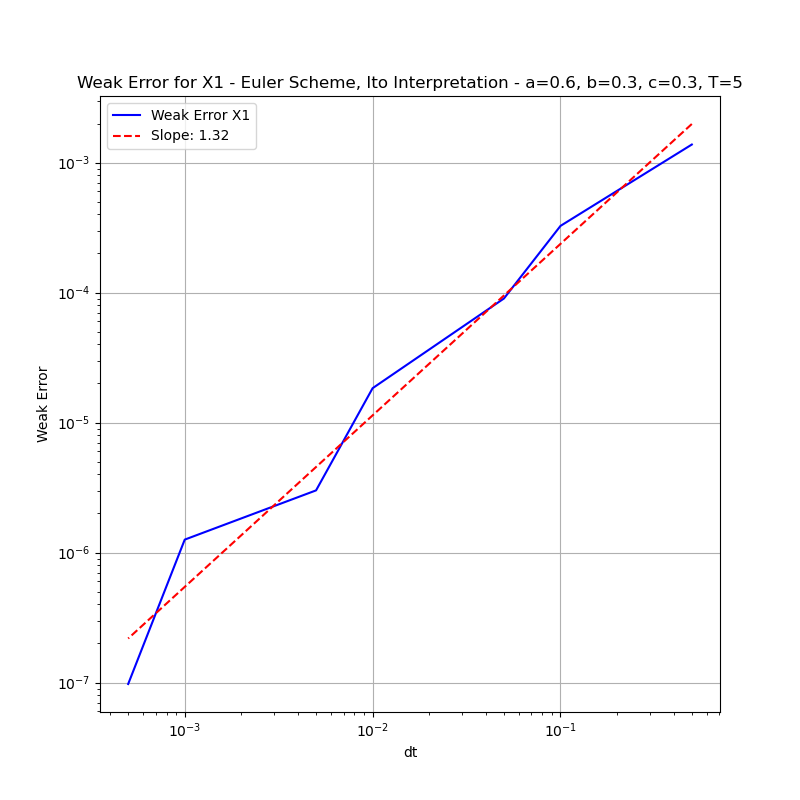 Weak Error for X1 - Euler Scheme, Ito Interpretation - a=0.6, b=0.3, c=0.3, T=5
Weak Error X1
Slope: 1.32
10⁻³
10⁻⁴
10⁻⁵
10⁻⁶
10⁻⁷
Weak Error
10⁻³ 10⁻² 10⁻¹
dt